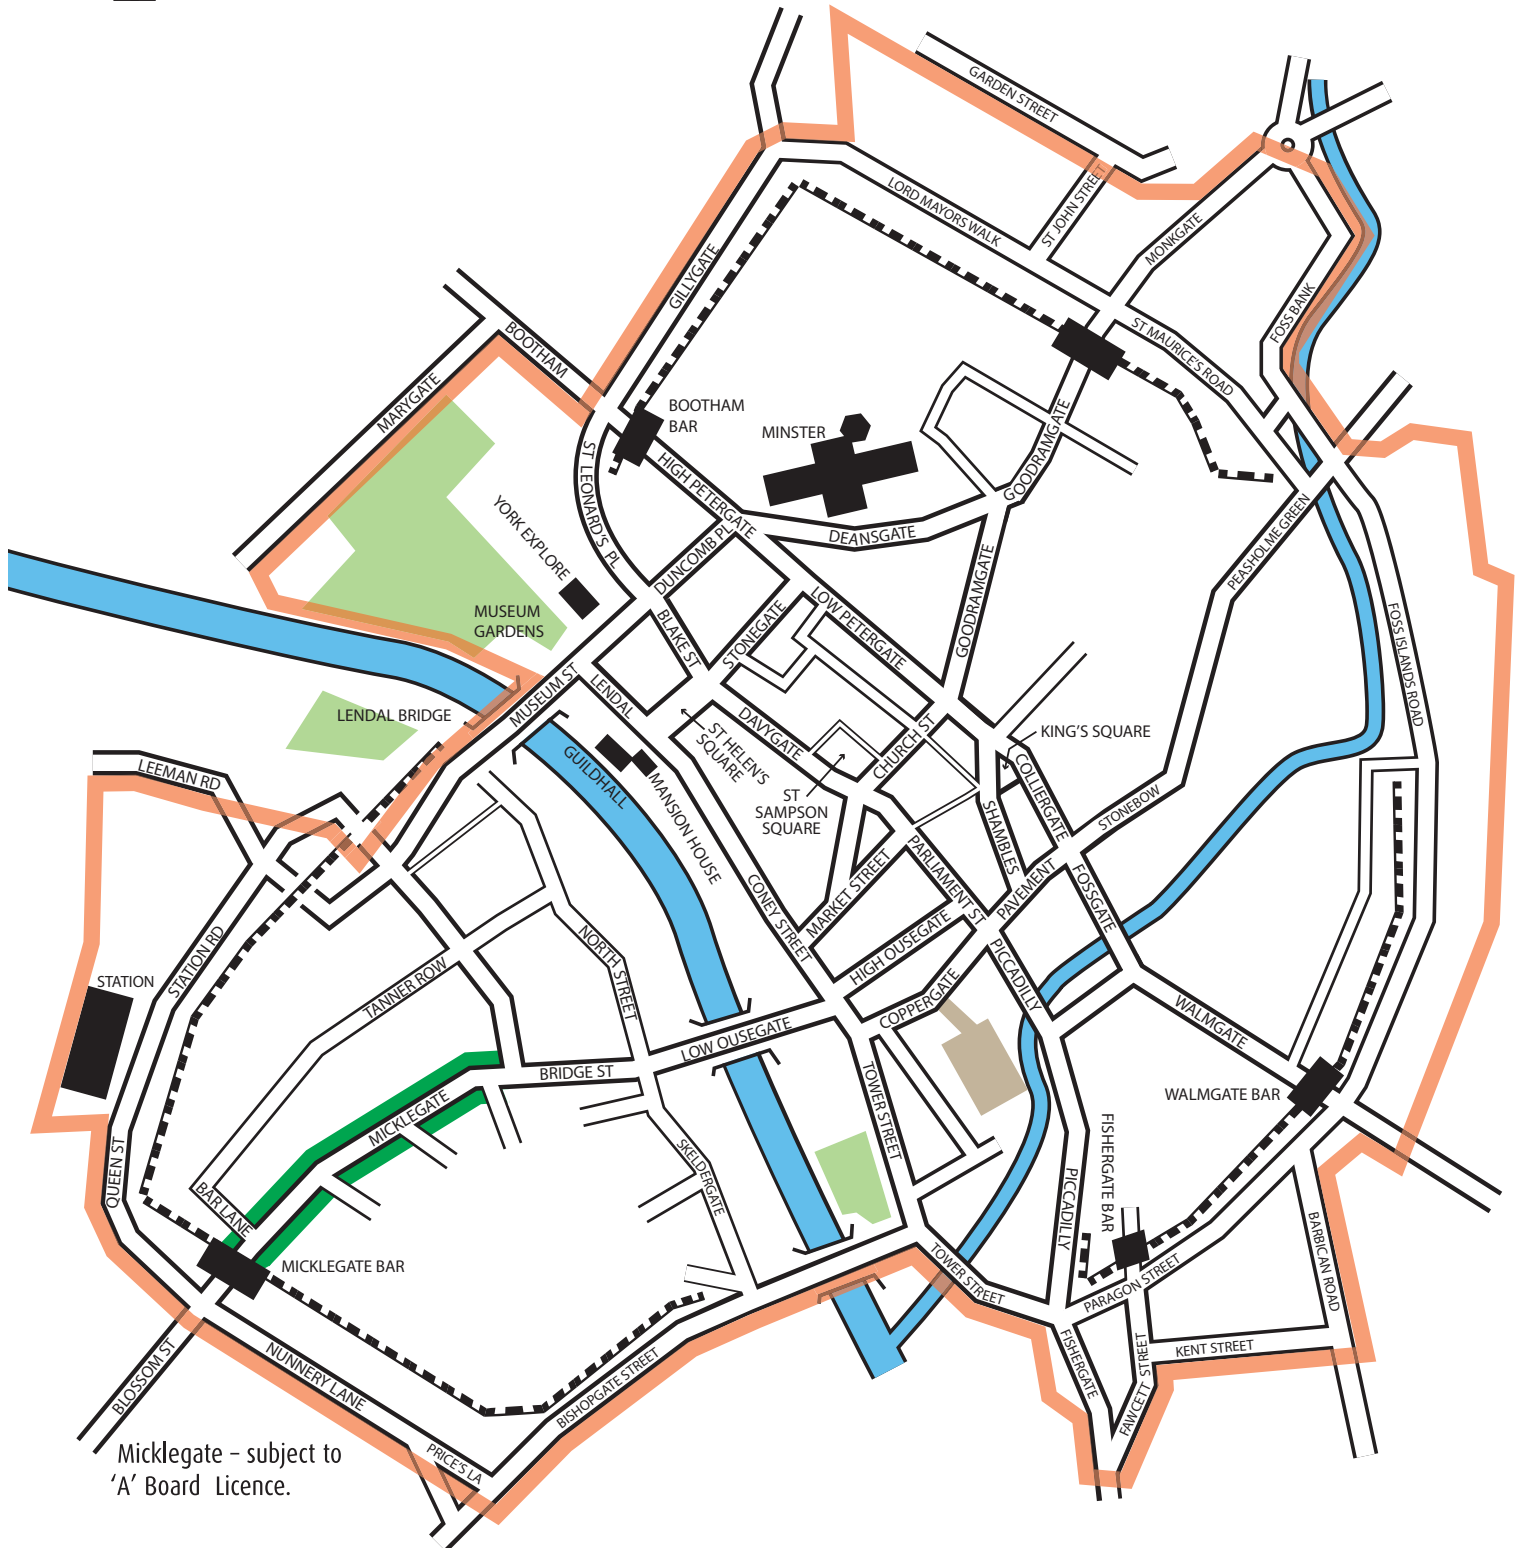 GARDEN STREET
LORD MAYORS WALK
ST JOHN STREET
MONKGATE
GILLYGATE
FOSS BANK
ST MAURICE'S ROAD
BOOTHAM
MARYGATE
BOOTHAM
BAR
MINSTER
GOODRAMGATE
ST LEONARD'S PL
HIGH PETERGATE
YORK EXPLORE
DUNCOMB PL
DEANSGATE
PEASHOLME GREEN
MUSEUM
GARDENS
BLAKE ST
STONEGATE
LOW PETERGATE
GOODRAMGATE
FOSS ISLANDS ROAD
LENDAL BRIDGE
MUSEUM ST
LENDAL
ST HELEN'S
SQUARE
DAVYGATE
CHURCH ST
KING'S SQUARE
LEEMAN RD
GUILDHALL
MANSION HOUSE
ST
SAMPSON
SQUARE
COLLIERGATE
SHAMBLES
STONEBOW
PARLIAMENT ST
MARKET STREET
CONEY STREET
PAVEMENT
FOSSGATE
STATION RD
STATION
TANNER ROW
NORTH STREET
HIGH OUSEGATE
PICCADILLY
COPPERGATE
WALMGATE
LOW OUSEGATE
BRIDGE ST
MICKLEGATE
TOWER STREET
WALMGATE BAR
FISHERGATE BAR
QUEEN ST
BAR LANE
SKELDERGATE
PICCADILLY
BARBICAN ROAD
MICKLEGATE BAR
TOWER STREET
PARAGON STREET
BLOSSOM ST
NUNNERY LANE
BISHOPGATE STREET
FISHERGATE
FAWCETT STREET
KENT STREET
PRICE'S LA
Micklegate – subject to
‘A’ Board Licence.